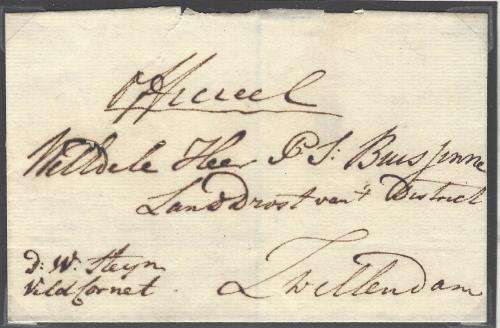 officieel
WelEdele Heer P: S: Buisſinne
Landdrost van't District
Zwellendam
D: W: Steyn
Veld Cornet.